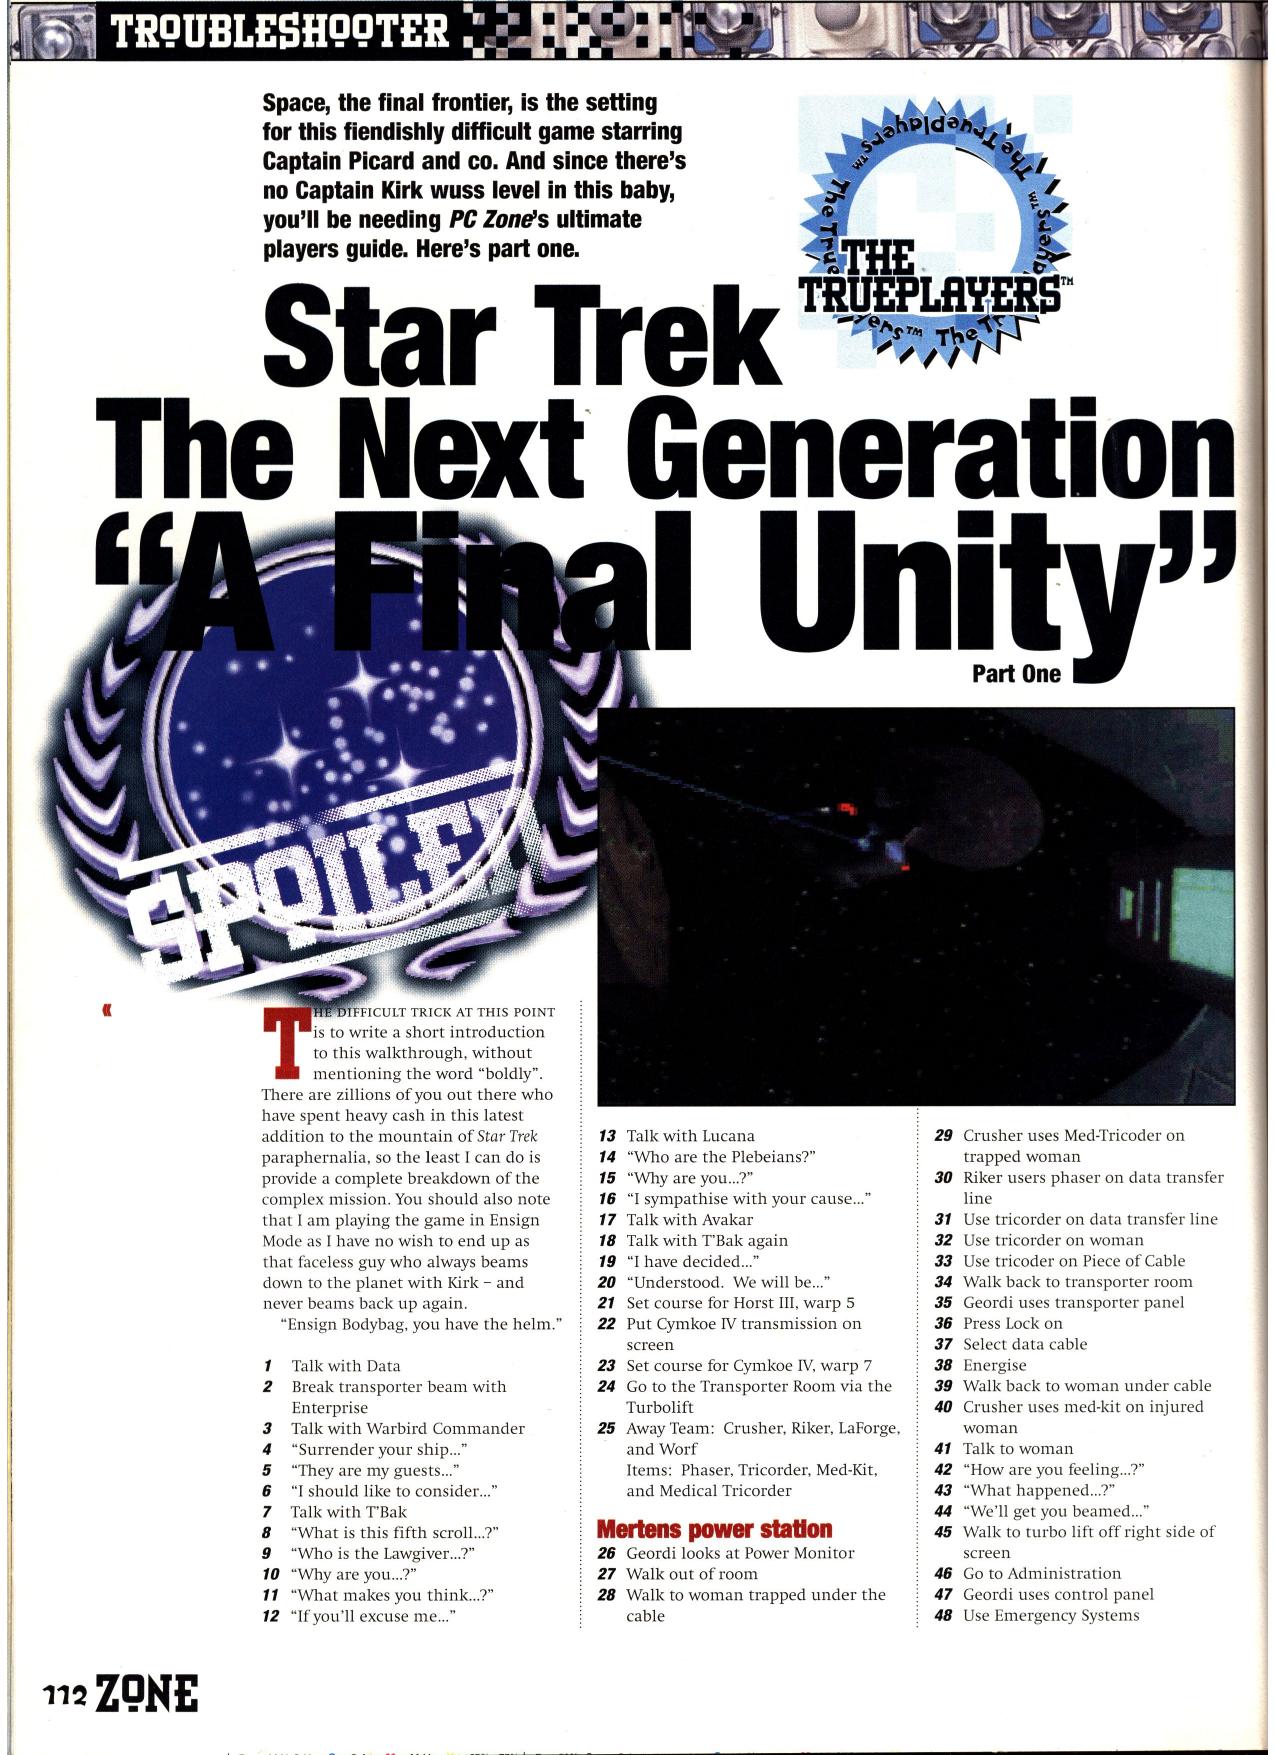 TROUBLESHOOTER
Space, the final frontier, is the setting
for this fiendishly difficult game starring
Captain Picard and co. And since there's
no Captain Kirk wuss level in this baby,
you'll be needing PC Zone's ultimate
players guide. Here's part one.
The Trueplayers™
The Trueplayers™
THE
TRUEPLAYERS™
Star Trek
The Next Generation
“A Final Unity”
Part One
SPOILER
THE DIFFICULT TRICK AT THIS POINT
is to write a short introduction
to this walkthrough, without
mentioning the word “boldly”.
There are zillions of you out there who
have spent heavy cash in this latest
addition to the mountain of Star Trek
paraphernalia, so the least I can do is
provide a complete breakdown of the
complex mission. You should also note
that I am playing the game in Ensign
Mode as I have no wish to end up as
that faceless guy who always beams
down to the planet with Kirk – and
never beams back up again.
“Ensign Bodybag, you have the helm.”
1 Talk with Data
2 Break transporter beam with
Enterprise
3 Talk with Warbird Commander
4 “Surrender your ship...”
5 “They are my guests...”
6 “I should like to consider...”
7 Talk with T'Bak
8 “What is this fifth scroll...?”
9 “Who is the Lawgiver...?”
10 “Why are you...?”
11 “What makes you think...?”
12 “If you'll excuse me...”
13 Talk with Lucana
14 “Who are the Plebeians?”
15 “Why are you...?”
16 “I sympathise with your cause...”
17 Talk with Avakar
18 Talk with T'Bak again
19 “I have decided...”
20 “Understood. We will be...”
21 Set course for Horst III, warp 5
22 Put Cymkoe IV transmission on
screen
23 Set course for Cymkoe IV, warp 7
24 Go to the Transporter Room via the
Turbolift
25 Away Team: Crusher, Riker, LaForge,
and Worf
Items: Phaser, Tricorder, Med-Kit,
and Medical Tricorder
Mertens power station
26 Geordi looks at Power Monitor
27 Walk out of room
28 Walk to woman trapped under the
cable
29 Crusher uses Med-Tricoder on
trapped woman
30 Riker users phaser on data transfer
line
31 Use tricorder on data transfer line
32 Use tricorder on woman
33 Use tricoder on Piece of Cable
34 Walk back to transporter room
35 Geordi uses transporter panel
36 Press Lock on
37 Select data cable
38 Energise
39 Walk back to woman under cable
40 Crusher uses med-kit on injured
woman
41 Talk to woman
42 “How are you feeling...?”
43 “What happened...?”
44 “We'll get you beamed...”
45 Walk to turbo lift off right side of
screen
46 Go to Administration
47 Geordi uses control panel
48 Use Emergency Systems
112 ZONE